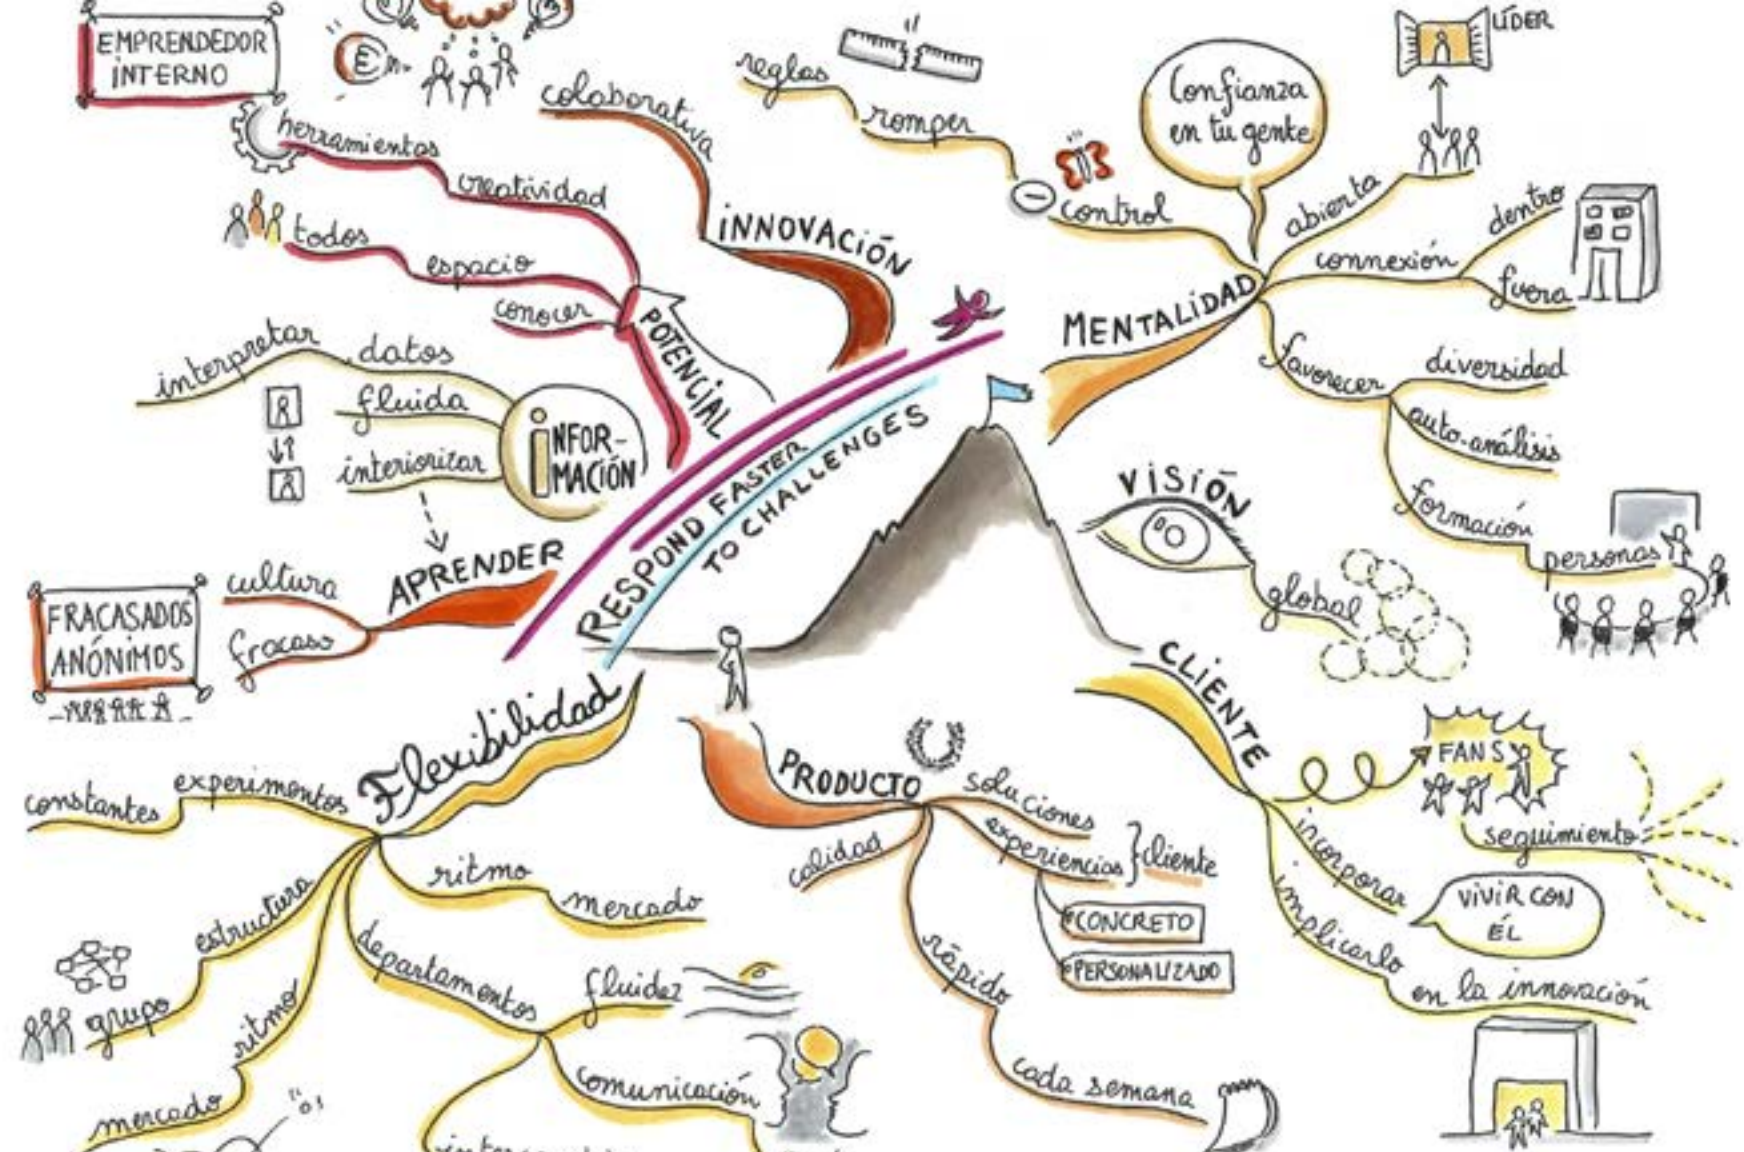 EMPRENDEDOR
INTERNO
herramientas
creatividad
todos
espacio
conocer
POTENCIAL
colaborativa
INNOVACIÓN
reglas
romper
control
Confianza
en tu gente
LÍDER
abierta
connexión
dentro
fuera
MENTALIDAD
favorecer
diversidad
auto-análisis
formación
personas
interpretar
datos
fluida
interiorizar
iNFOR-
MACIÓN
RESPOND FASTER
TO CHALLENGES
VISIÓN
global
APRENDER
cultura
fracaso
FRACASADOS
ANÓNIMOS
Flexibilidad
constantes
experimentos
ritmo
mercado
estructura
grupo
ritmo
mercado
departamentos
fluidez
comunicación
PRODUCTO
soluciones
experiencias
cliente
CONCRETO
PERSONALIZADO
calidad
rápido
cada semana
CLIENTE
FANS
seguimiento
incorporar
VIVIR CON
ÉL
implicarlo
en la innovación